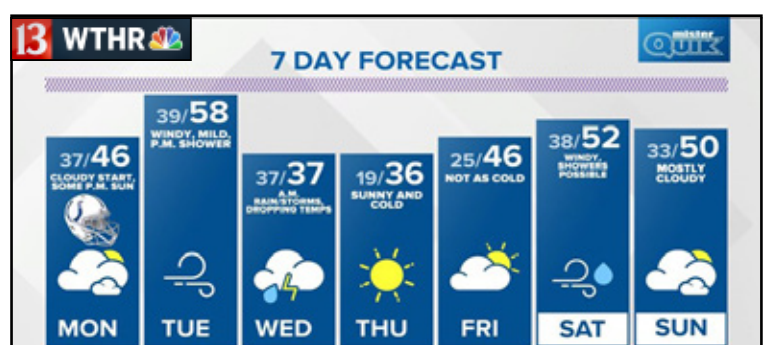 13 WTHR
mister
Quik
7 DAY FORECAST
37/46
CLOUDY START,
SOME P.M. SUN
MON
39/58
WINDY, MILD,
P.M. SHOWER
TUE
37/37
A.M.
RAIN/STORMS,
DROPPING TEMPS
WED
19/36
SUNNY AND
COLD
THU
25/46
NOT AS COLD
FRI
38/52
WINDY,
SHOWERS
POSSIBLE
SAT
33/50
MOSTLY
CLOUDY
SUN